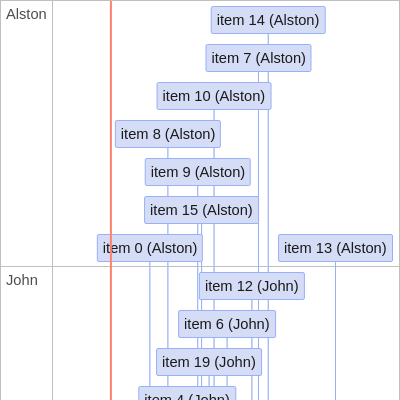 Alston
item 14 (Alston)
item 7 (Alston)
item 10 (Alston)
item 8 (Alston)
item 9 (Alston)
item 15 (Alston)
item 0 (Alston)
item 13 (Alston)
John
item 12 (John)
item 6 (John)
item 19 (John)
item 4 (John)